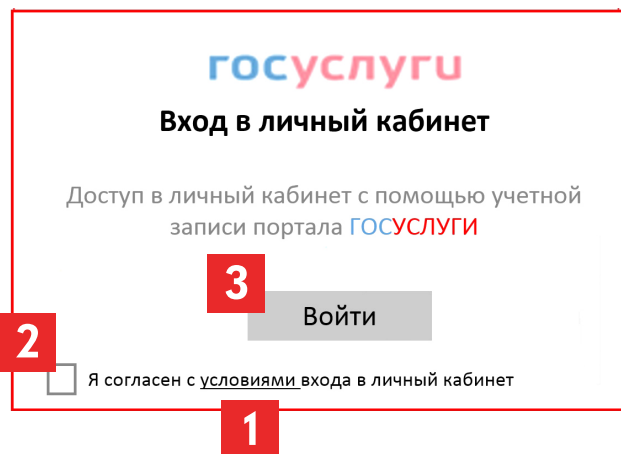 госуслуги
Вход в личный кабинет
Доступ в личный кабинет с помощью учетной
записи портала ГОСУСЛУГИ
3
Войти
2
Я согласен с условиями входа в личный кабинет
1